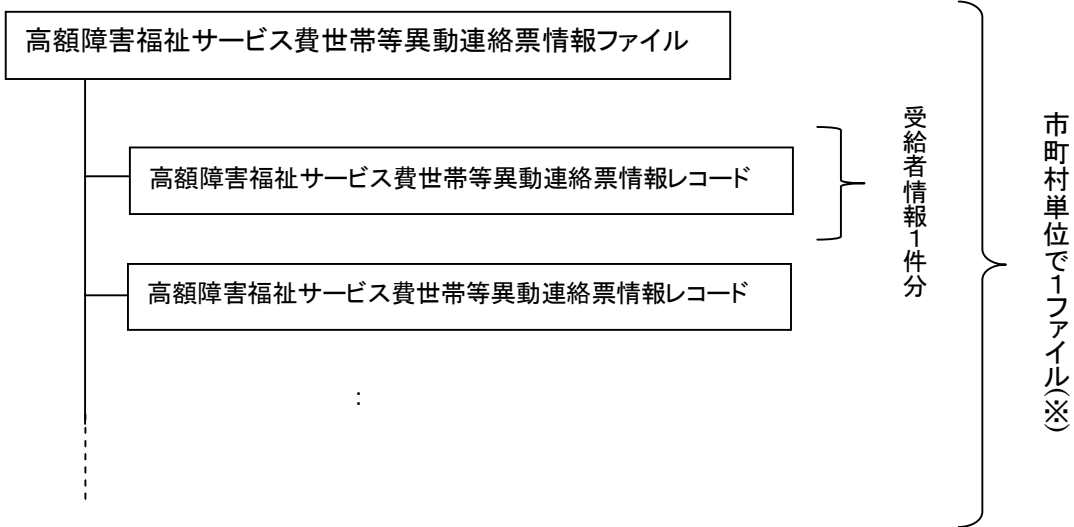 高額障害福祉サービス費世帯等異動連絡票情報ファイル
高額障害福祉サービス費世帯等異動連絡票情報レコード
受給者情報1件分
高額障害福祉サービス費世帯等異動連絡票情報レコード
:
市町村単位で1ファイル(※)